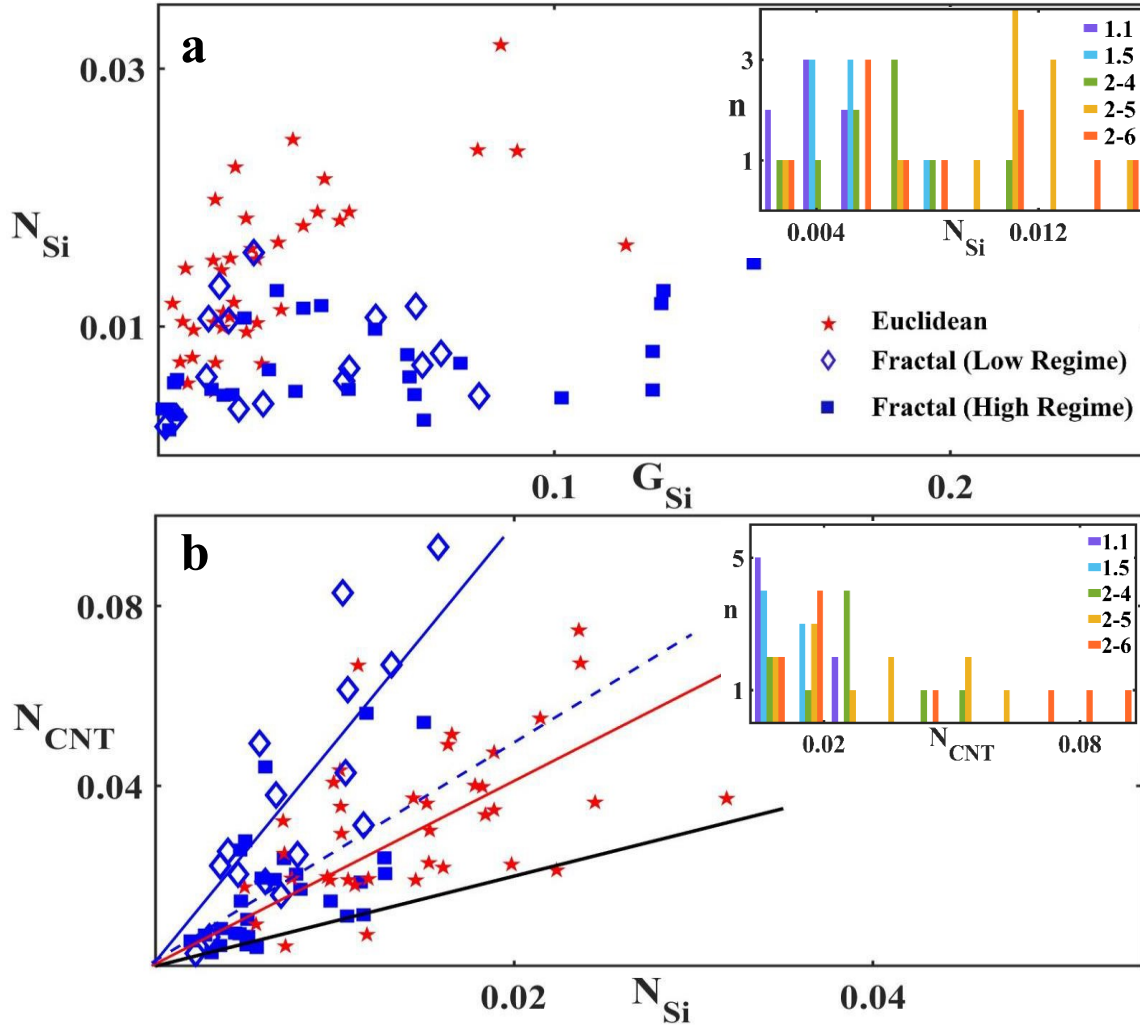 a
0.03
0.01
N_Si
0.1
G_Si
0.2
3
1
n
0.004
N_Si
0.012
1.1
1.5
2-4
2-5
2-6
Euclidean
Fractal (Low Regime)
Fractal (High Regime)
b
0.08
N_CNT
0.04
0.02
N_Si
0.04
5
n
1
0.02
N_CNT
0.08
1.1
1.5
2-4
2-5
2-6